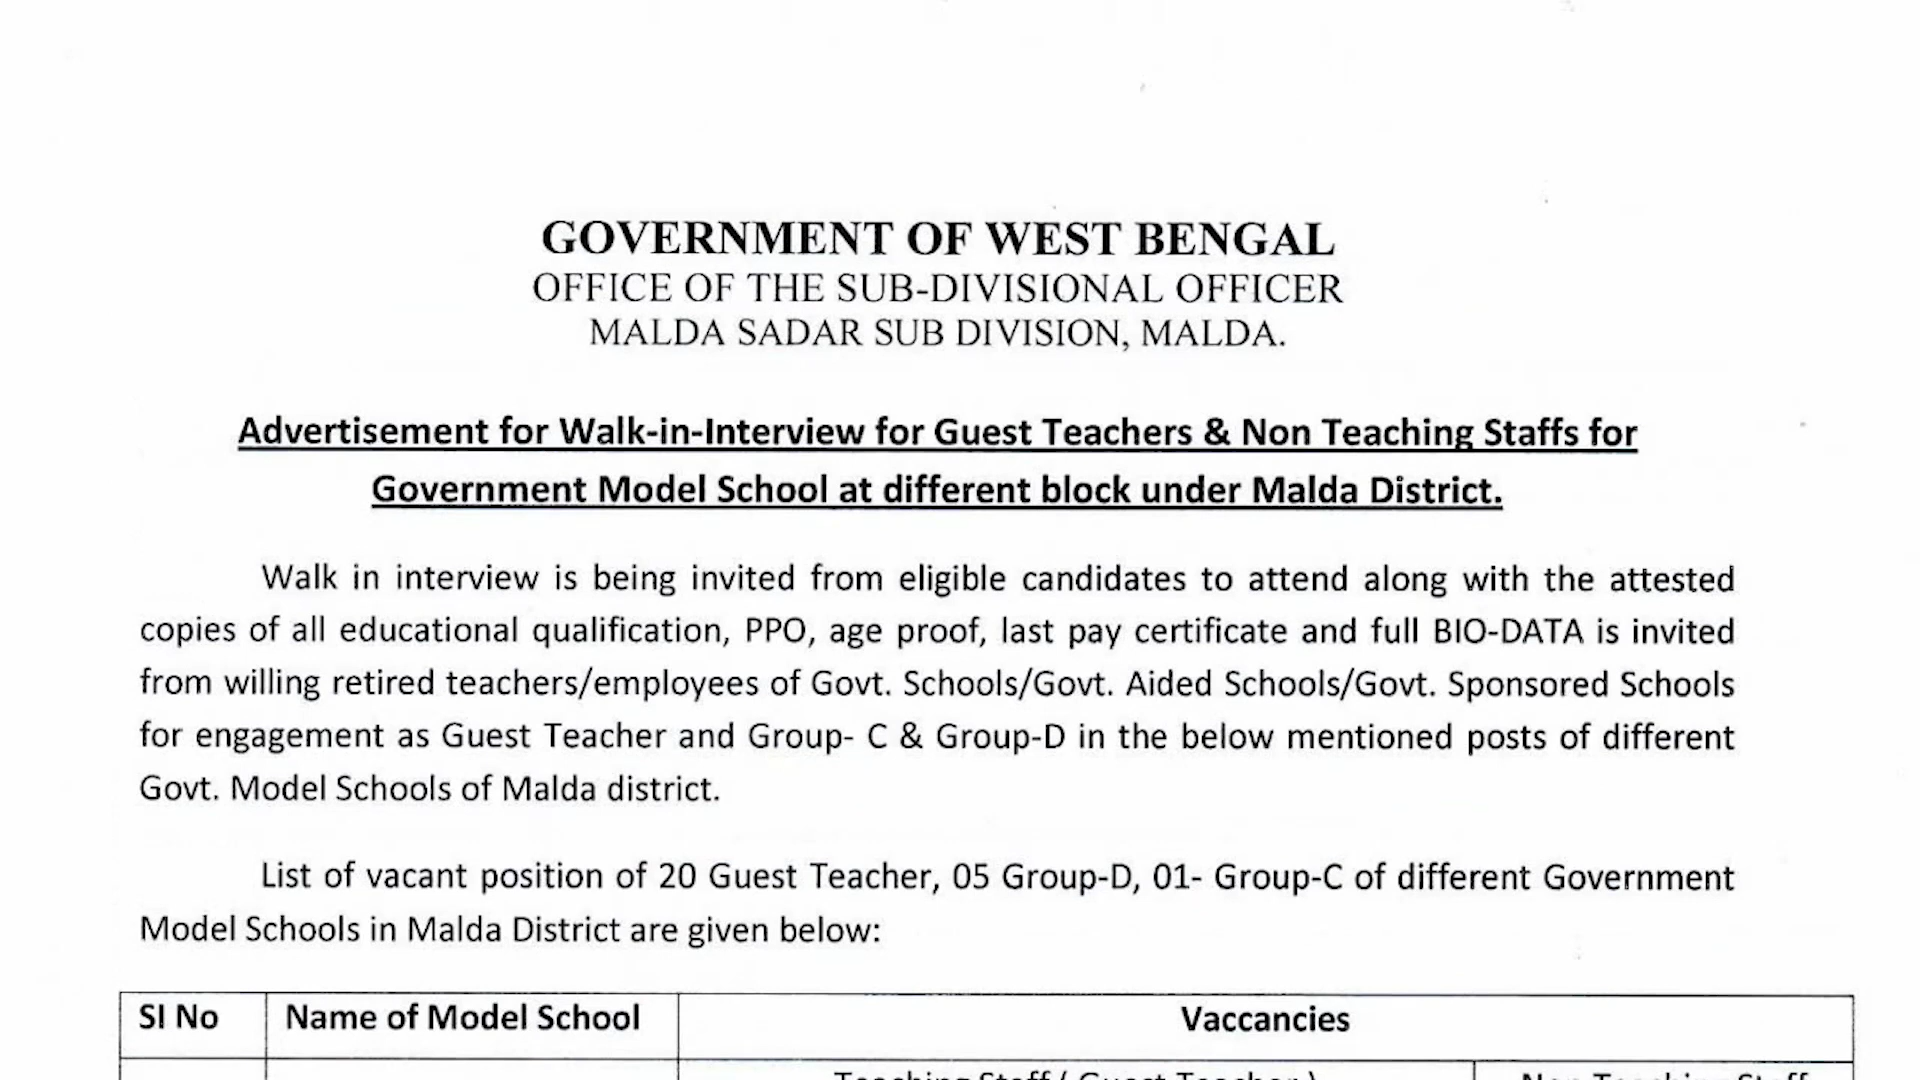 GOVERNMENT OF WEST BENGAL
OFFICE OF THE SUB-DIVISIONAL OFFICER
MALDA SADAR SUB DIVISION, MALDA.
Advertisement for Walk-in-Interview for Guest Teachers & Non Teaching Staffs for
Government Model School at different block under Malda District.
Walk in interview is being invited from eligible candidates to attend along with the attested
copies of all educational qualification, PPO, age proof, last pay certificate and full BIO-DATA is invited
from willing retired teachers/employees of Govt. Schools/Govt. Aided Schools/Govt. Sponsored Schools
for engagement as Guest Teacher and Group- C & Group-D in the below mentioned posts of different
Govt. Model Schools of Malda district.
List of vacant position of 20 Guest Teacher, 05 Group-D, 01- Group-C of different Government
Model Schools in Malda District are given below:
Sl No Name of Model School Vaccancies
Teaching Staff ( Guest Teacher ) Non Teaching Staff